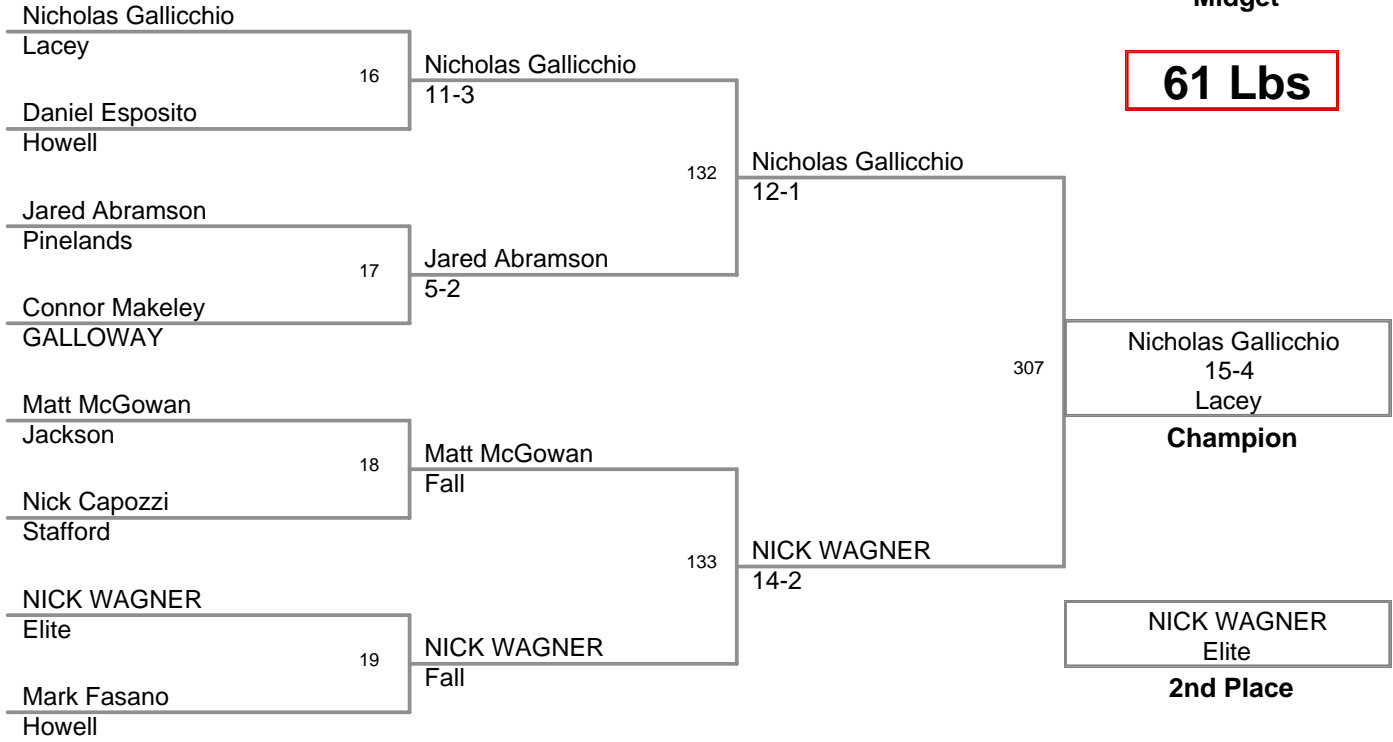 Midget
61 Lbs
Nicholas Gallicchio
Lacey
16
Daniel Esposito
Howell
Nicholas Gallicchio
11-3
Jared Abramson
Pinelands
17
Connor Makeley
GALLOWAY
Jared Abramson
5-2
132
Nicholas Gallicchio
12-1
Matt McGowan
Jackson
18
Nick Capozzi
Stafford
Matt McGowan
Fall
NICK WAGNER
Elite
19
Mark Fasano
Howell
NICK WAGNER
Fall
133
NICK WAGNER
14-2
307
Nicholas Gallicchio
15-4
Lacey
Champion
NICK WAGNER
Elite
2nd Place